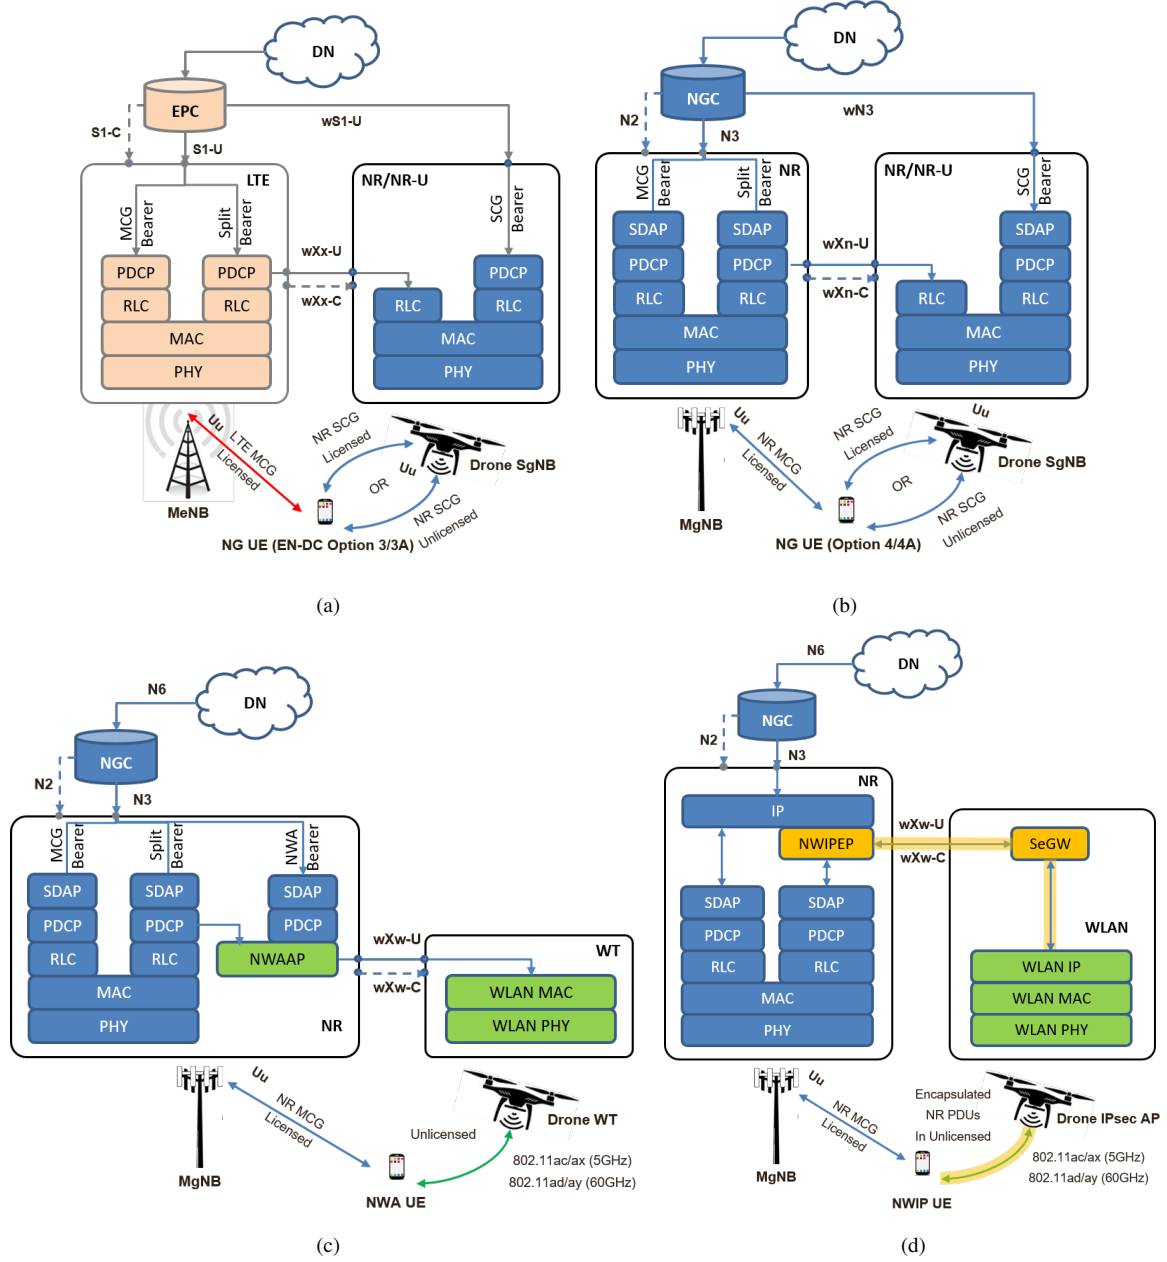 DN
EPC
S1-C
wS1-U
S1-U
LTE
NR/NR-U
MCG
Bearer
Split
Bearer
SCG
Bearer
wXx-U
PDCP
PDCP
PDCP
wXx-C
RLC
RLC
RLC
RLC
MAC
MAC
PHY
PHY
Uu
LTE MCG
Licensed
NR SCG
Licensed
Uu
Drone SgNB
OR
NR SCG
Unlicensed
MeNB
NG UE (EN-DC Option 3/3A)
(a)
DN
NGC
N2
wN3
N3
NR
NR/NR-U
MCG
Bearer
Split
Bearer
SCG
Bearer
SDAP
SDAP
SDAP
wXn-U
PDCP
PDCP
PDCP
wXn-C
RLC
RLC
RLC
RLC
MAC
MAC
PHY
PHY
Uu
NR MCG
Licensed
NR SCG
Licensed
Uu
Drone SgNB
OR
NR SCG
Unlicensed
MgNB
NG UE (Option 4/4A)
(b)
N6
DN
NGC
N2
N3
MCG
Bearer
Split
Bearer
NWA
Bearer
SDAP
SDAP
SDAP
PDCP
PDCP
PDCP
RLC
RLC
NWAAP
wXw-U
wXw-C
WT
MAC
WLAN MAC
PHY
NR
WLAN PHY
Uu
NR MCG
Licensed
Unlicensed
Drone WT
802.11ac/ax (5GHz)
802.11ad/ay (60GHz)
MgNB
NWA UE
(c)
N6
DN
NGC
N2
N3
NR
IP
NWIPEP
wXw-U
wXw-C
SeGW
SDAP
SDAP
PDCP
PDCP
WLAN
RLC
RLC
WLAN IP
MAC
WLAN MAC
PHY
WLAN PHY
Uu
NR MCG
Licensed
Encapsulated
NR PDUs
In Unlicensed
Drone IPsec AP
802.11ac/ax (5GHz)
802.11ad/ay (60GHz)
MgNB
NWIP UE
(d)